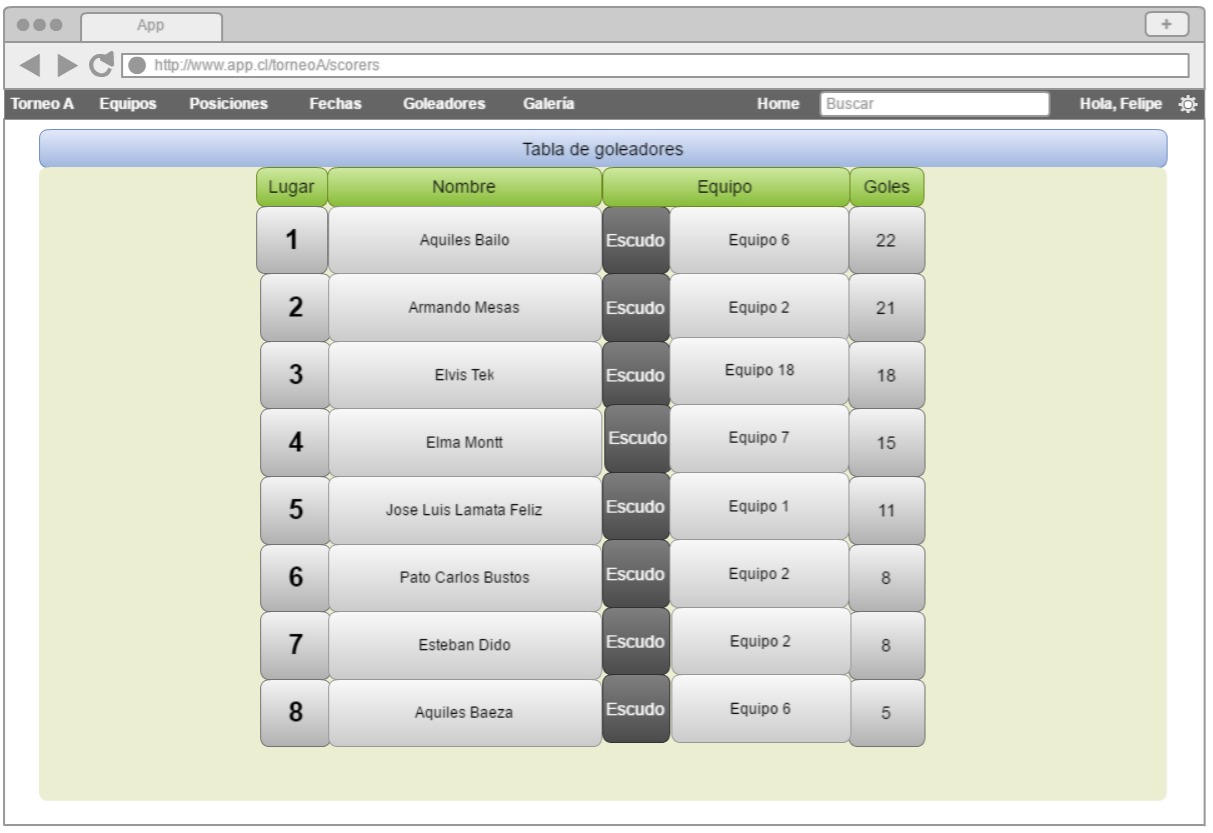 App
+
http://www.app.cl/torneoA/scorers
Torneo A Equipos Posiciones Fechas Goleadores Galería Home Buscar Hola, Felipe
Tabla de goleadores
Lugar Nombre Equipo Goles
1 Aquiles Bailo Escudo Equipo 6 22
2 Armando Mesas Escudo Equipo 2 21
3 Elvis Tek Escudo Equipo 18 18
4 Elma Montt Escudo Equipo 7 15
5 Jose Luis Lamata Feliz Escudo Equipo 1 11
6 Pato Carlos Bustos Escudo Equipo 2 8
7 Esteban Dido Escudo Equipo 2 8
8 Aquiles Baeza Escudo Equipo 6 5